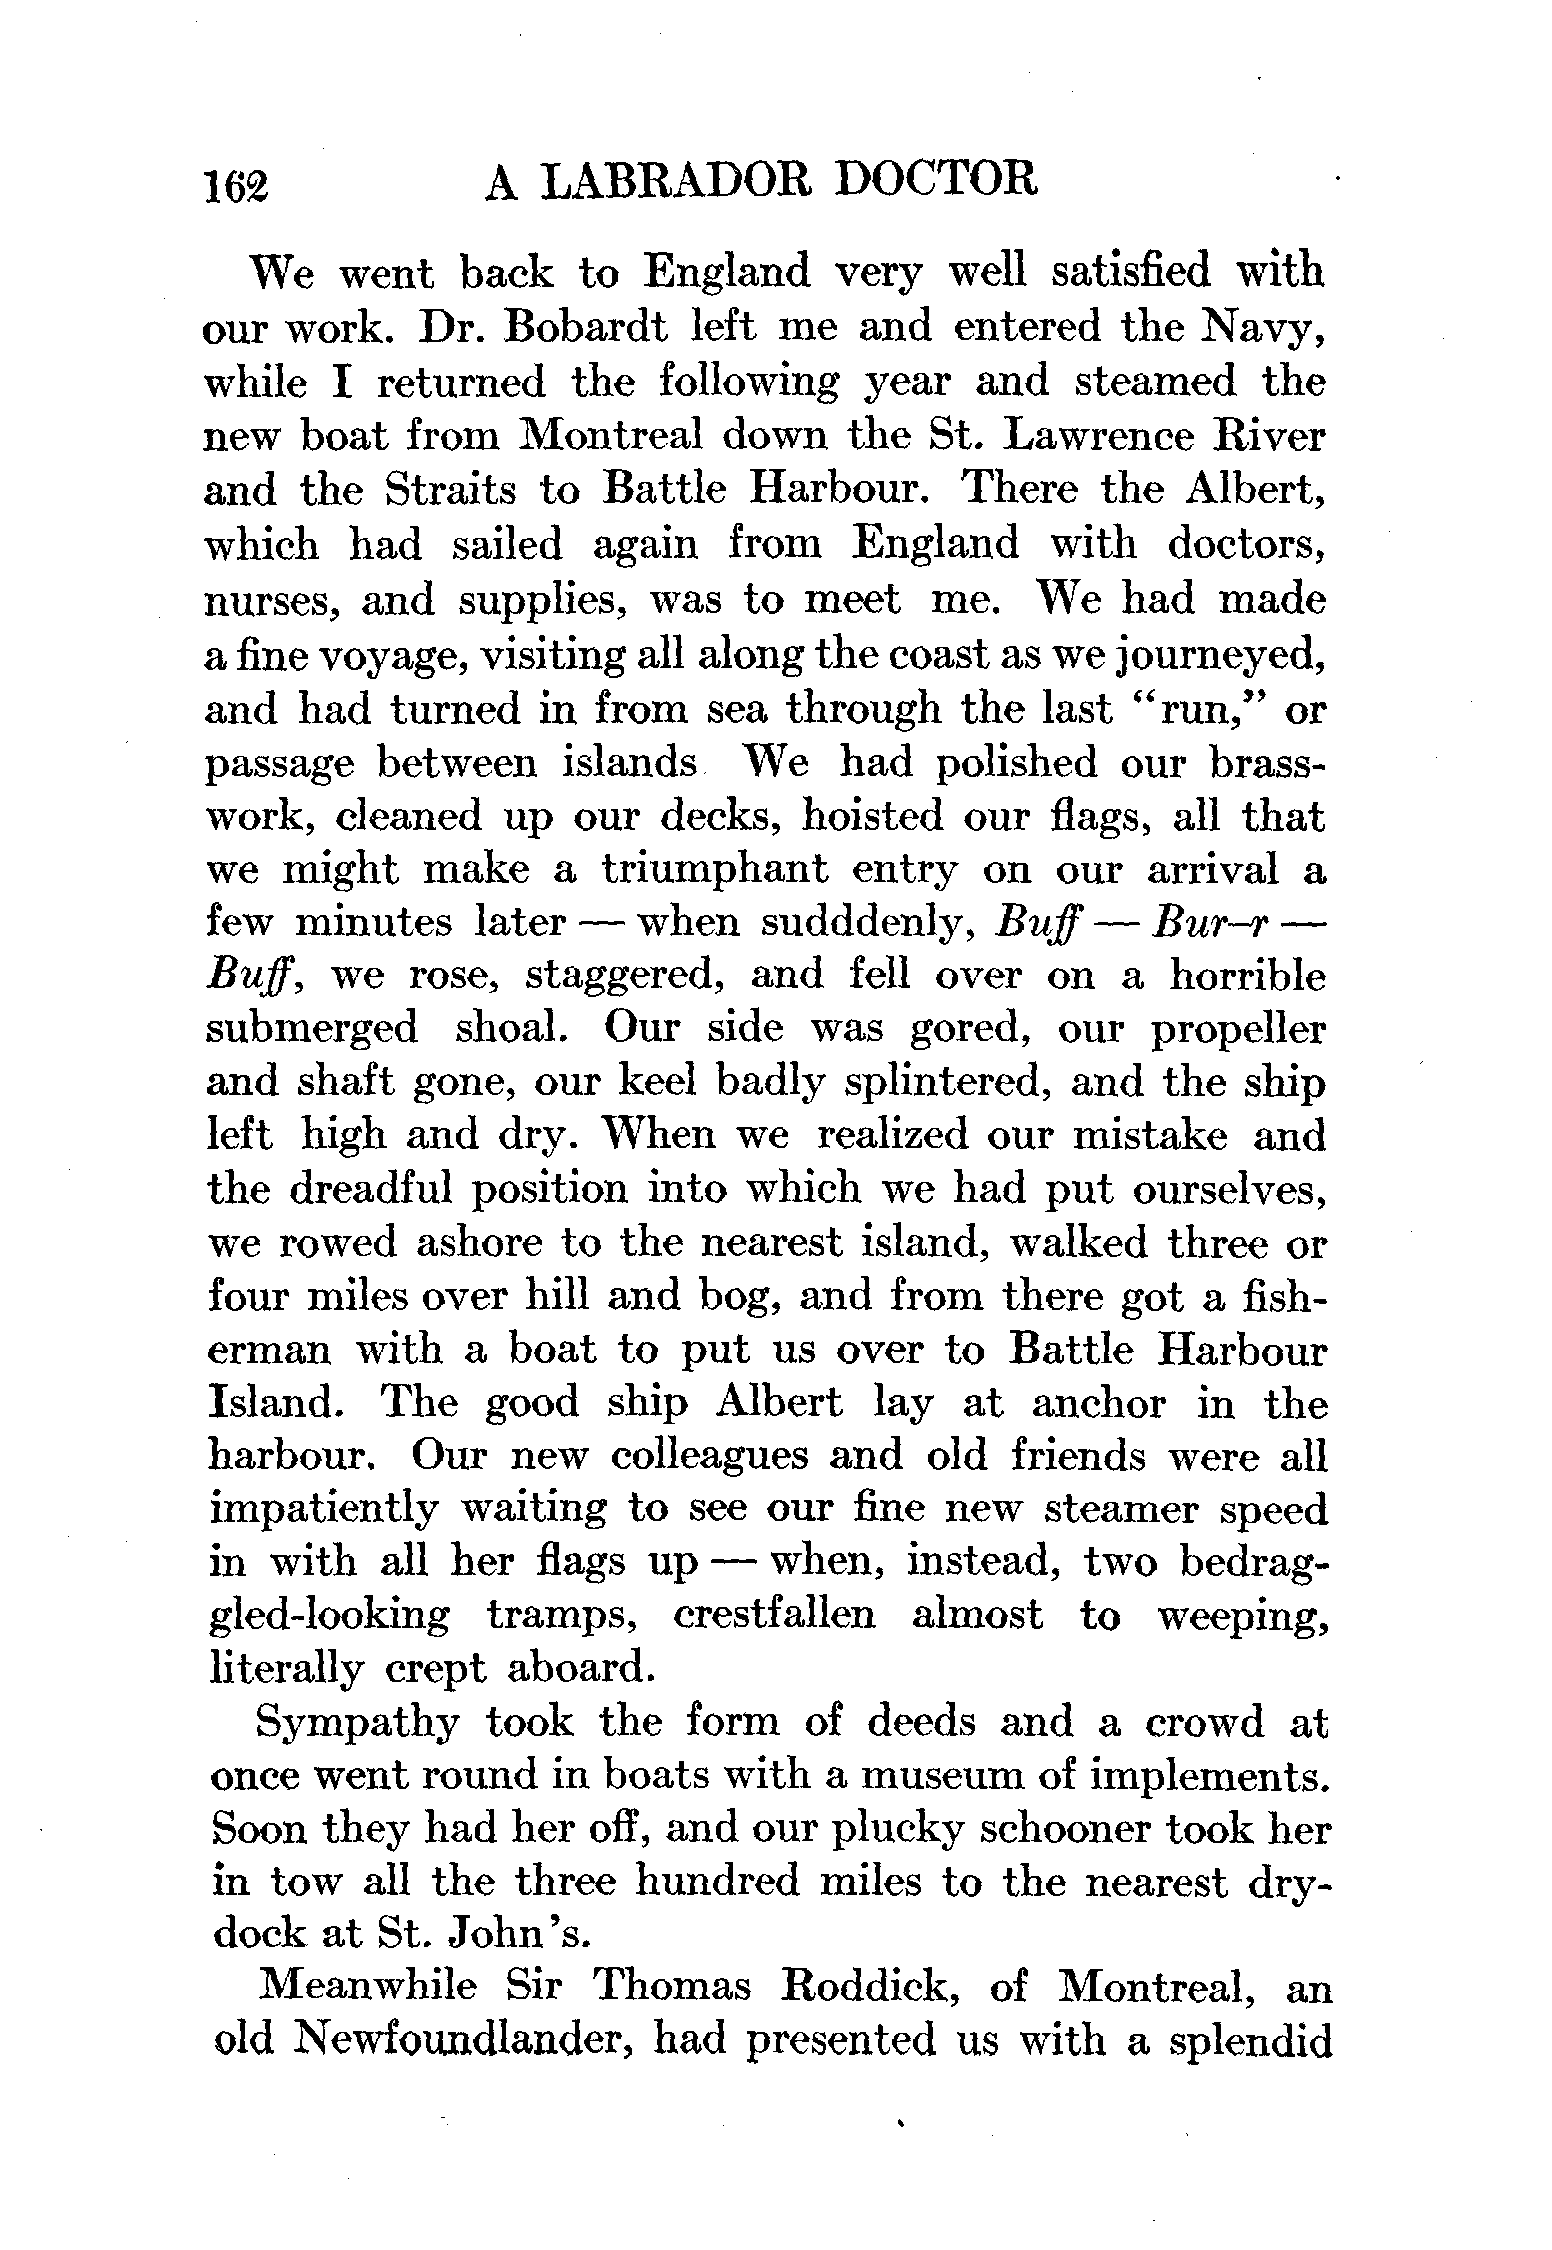 162 A LABRADOR DOCTOR
We went back to England very well satisfied with
our work. Dr. Bobardt left me and entered the Navy,
while I returned the following year and steamed the
new boat from Montreal down the St. Lawrence River
and the Straits to Battle Harbour. There the Albert,
which had sailed again from England with doctors,
nurses, and supplies, was to meet me. We had made
a fine voyage, visiting all along the coast as we journeyed,
and had turned in from sea through the last “run,” or
passage between islands. We had polished our brass-
work, cleaned up our decks, hoisted our flags, all that
we might make a triumphant entry on our arrival a
few minutes later — when sudddenly, Buff — Bur-r —
Buff, we rose, staggered, and fell over on a horrible
submerged shoal. Our side was gored, our propeller
and shaft gone, our keel badly splintered, and the ship
left high and dry. When we realized our mistake and
the dreadful position into which we had put ourselves,
we rowed ashore to the nearest island, walked three or
four miles over hill and bog, and from there got a fish-
erman with a boat to put us over to Battle Harbour
Island. The good ship Albert lay at anchor in the
harbour. Our new colleagues and old friends were all
impatiently waiting to see our fine new steamer speed
in with all her flags up — when, instead, two bedrag-
gled-looking tramps, crestfallen almost to weeping,
literally crept aboard.
Sympathy took the form of deeds and a crowd at
once went round in boats with a museum of implements.
Soon they had her off, and our plucky schooner took her
in tow all the three hundred miles to the nearest dry-
dock at St. John's.
Meanwhile Sir Thomas Roddick, of Montreal, an
old Newfoundlander, had presented us with a splendid